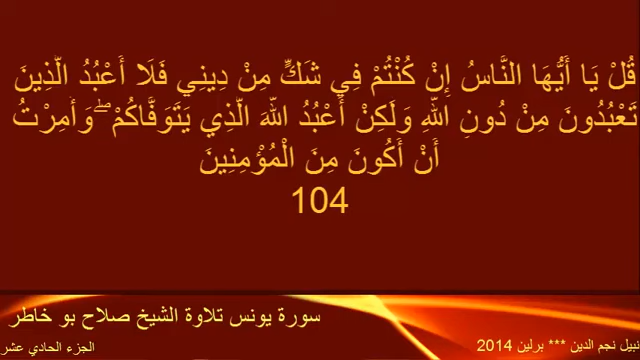 قُلْ يَا أَيُّهَا النَّاسُ إِنْ كُنْتُمْ فِي شَكٍّ مِنْ دِينِي فَلَا أَعْبُدُ الَّذِينَ
تَعْبُدُونَ مِنْ دُونِ اللَّهِ وَلَكِنْ أَعْبُدُ اللَّهَ الَّذِي يَتَوَفَّاكُمْ ۖ وَأُمِرْتُ
أَنْ أَكُونَ مِنَ الْمُؤْمِنِينَ
104
سورة يونس تلاوة الشيخ صلاح بو خاطر
نبيل نجم الدين *** برلين 2014
الجزء الحادي عشر